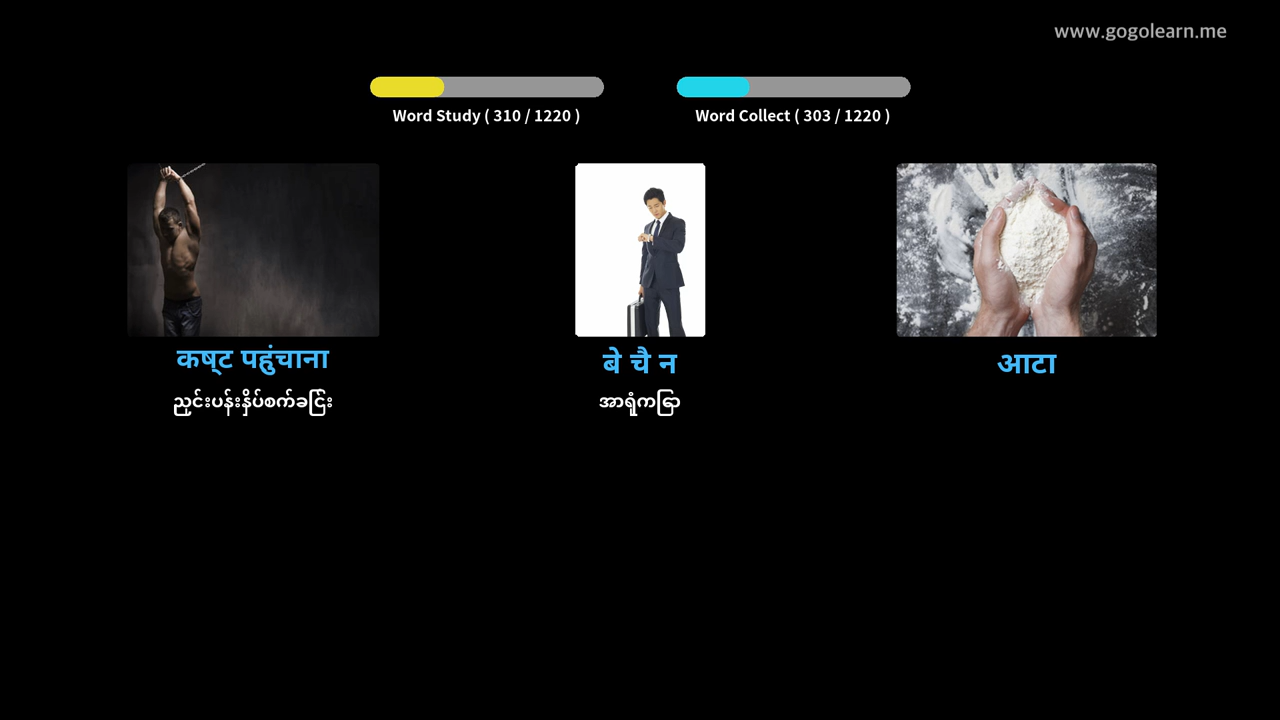 www.gogolearn.me
Word Study ( 310 / 1220 )
Word Collect ( 303 / 1220 )
कष्ट पहुंचाना
बे चै न
आटा
ညှင်းပန်းနှိပ်စက်ခြင်း
အာရုံကြော